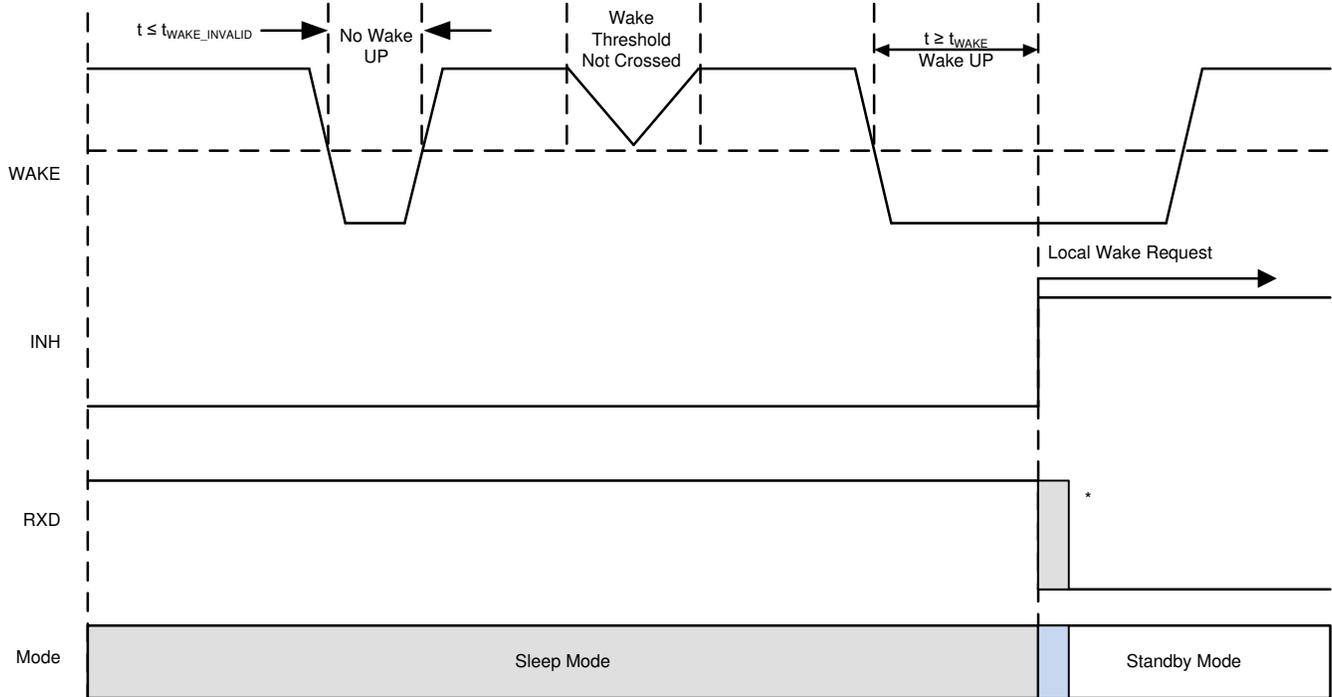 t ≤ tWAKE_INVALID
No Wake
UP
Wake
Threshold
Not Crossed
t ≥ tWAKE
Wake UP
WAKE
Local Wake Request
INH
RXD
*
Mode
Sleep Mode
Standby Mode